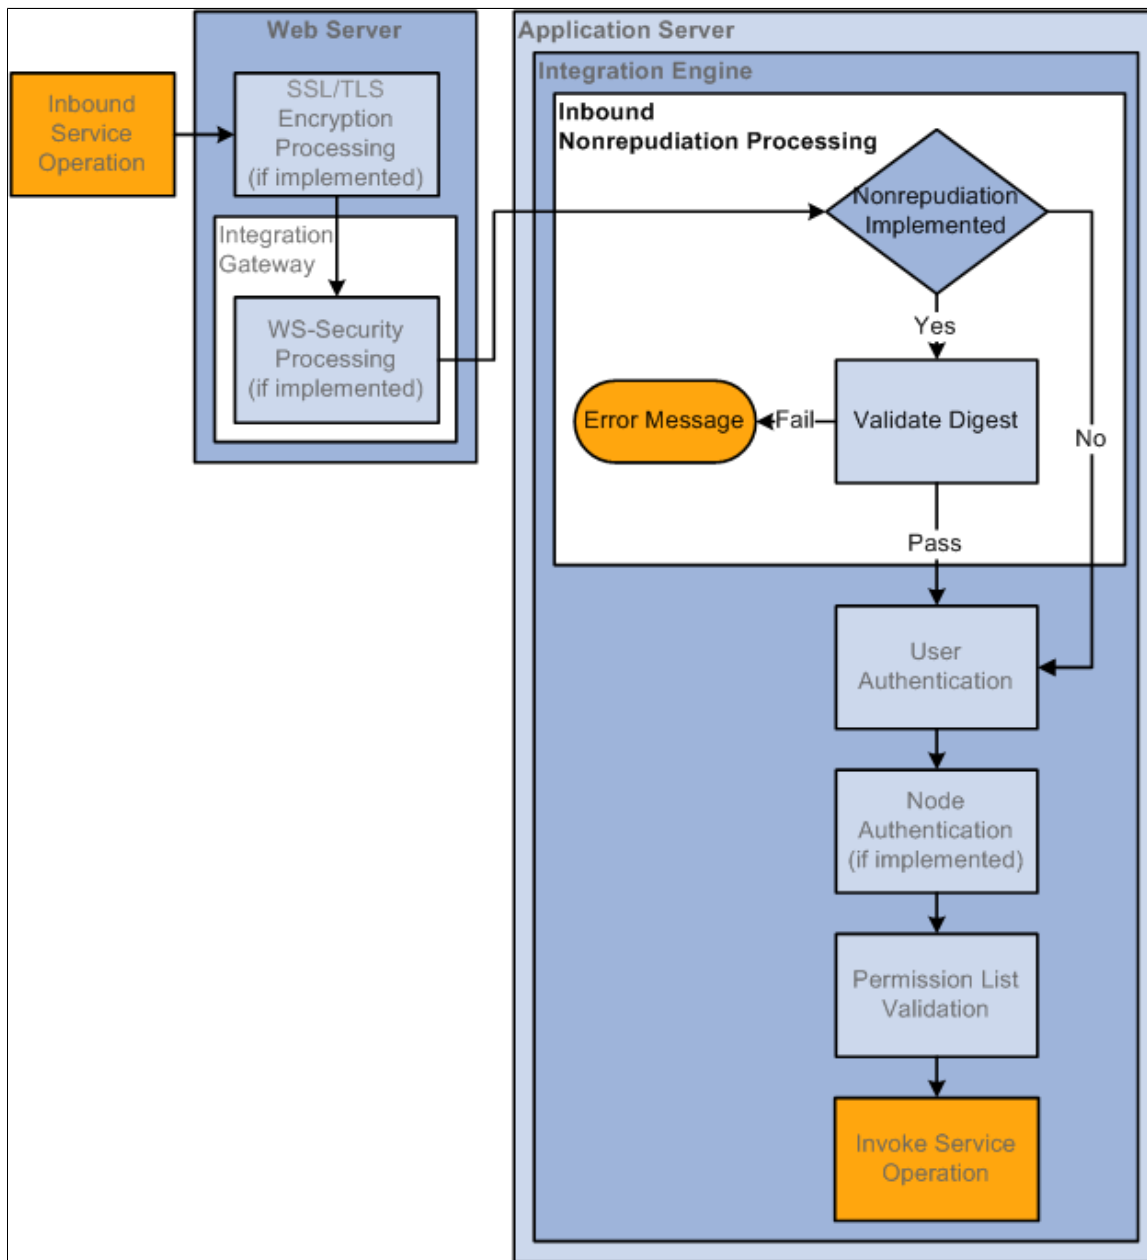 Web Server
Application Server
Integration Engine
Inbound
Service
Operation
SSL/TLS
Encryption
Processing
(if implemented)
Integration
Gateway
WS-Security
Processing
(if implemented)
Inbound
Nonrepudiation Processing
Nonrepudiation
Implemented
Yes
No
Validate Digest
Fail
Error Message
Pass
User
Authentication
Node
Authentication
(if implemented)
Permission List
Validation
Invoke Service
Operation